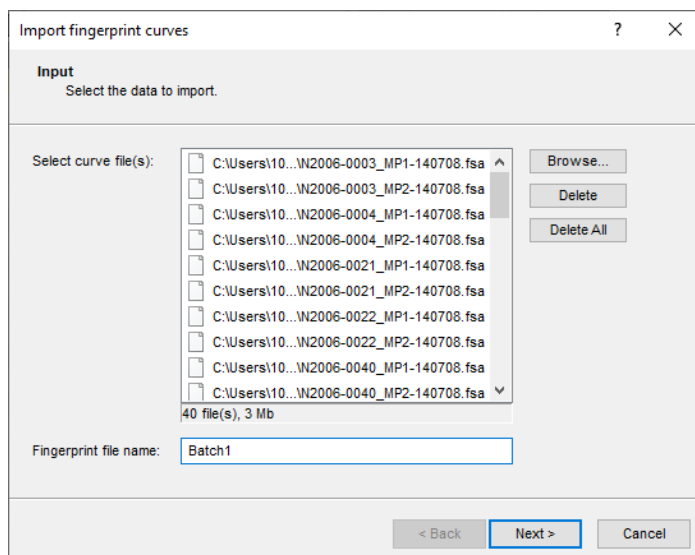 Import fingerprint curves
?
Input
Select the data to import.
Select curve file(s):
C:\Users\10...\N2006-0003_MP1-140708.fsa
C:\Users\10...\N2006-0003_MP2-140708.fsa
C:\Users\10...\N2006-0004_MP1-140708.fsa
C:\Users\10...\N2006-0004_MP2-140708.fsa
C:\Users\10...\N2006-0021_MP1-140708.fsa
C:\Users\10...\N2006-0021_MP2-140708.fsa
C:\Users\10...\N2006-0022_MP1-140708.fsa
C:\Users\10...\N2006-0022_MP2-140708.fsa
C:\Users\10...\N2006-0040_MP1-140708.fsa
C:\Users\10...\N2006-0040_MP2-140708.fsa
40 file(s), 3 Mb
Browse...
Delete
Delete All
Fingerprint file name:
Batch1
< Back
Next >
Cancel